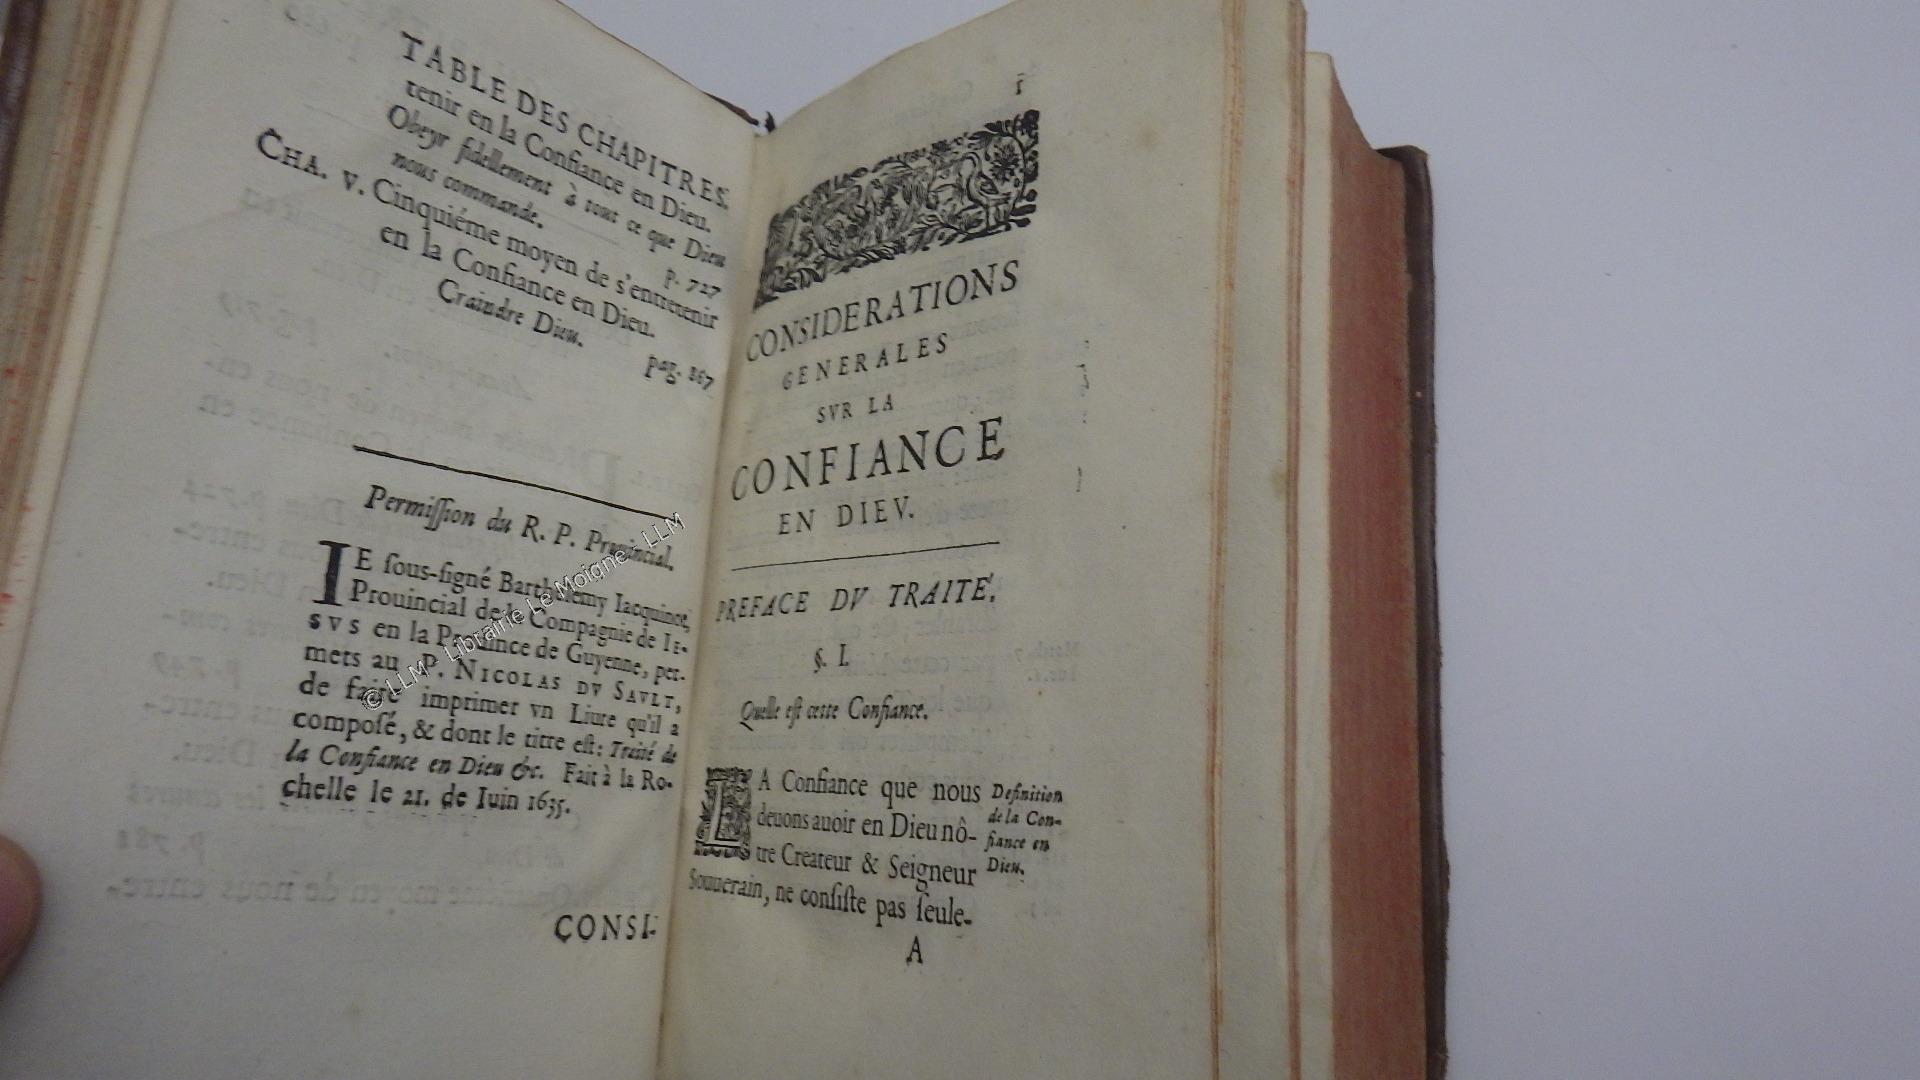 TABLE DES CHAPITRES.
tenir en la Confiance en Dieu.
Obeyr fidellement à tout ce que Dieu
nous commande. p. 727
CHA. V. Cinquiéme moyen de s'entretenir
en la Confiance en Dieu.
Craindre Dieu. pag. 867
Permiſſion du R. P. Prouincial.
IE ſous-ſigné Barthelemy Iacquinot,
Prouincial de la Compagnie de IE-
SVS en la Prouince de Guyenne, per-
mets au P. NICOLAS DV SAVLT,
de faire imprimer vn Liure qu'il a
compoſé, & dont le titre eſt: Traité de
la Confiance en Dieu &c. Fait à la Ro-
chelle le 21. de Iuin 1635.
CONSI-
© LLM - Librairie Le Moigne - LLM
1
CONSIDERATIONS
GENERALES
SVR LA
CONFIANCE
EN DIEV.
PREFACE DV TRAITE'.
§. I.
Quelle eſt cette Confiance.
LA Confiance que nous
deuons auoir en Dieu nô-
tre Createur & Seigneur
Souuerain, ne conſiſte pas ſeule-
Definition
de la Con-
fiance en
Dieu.
A